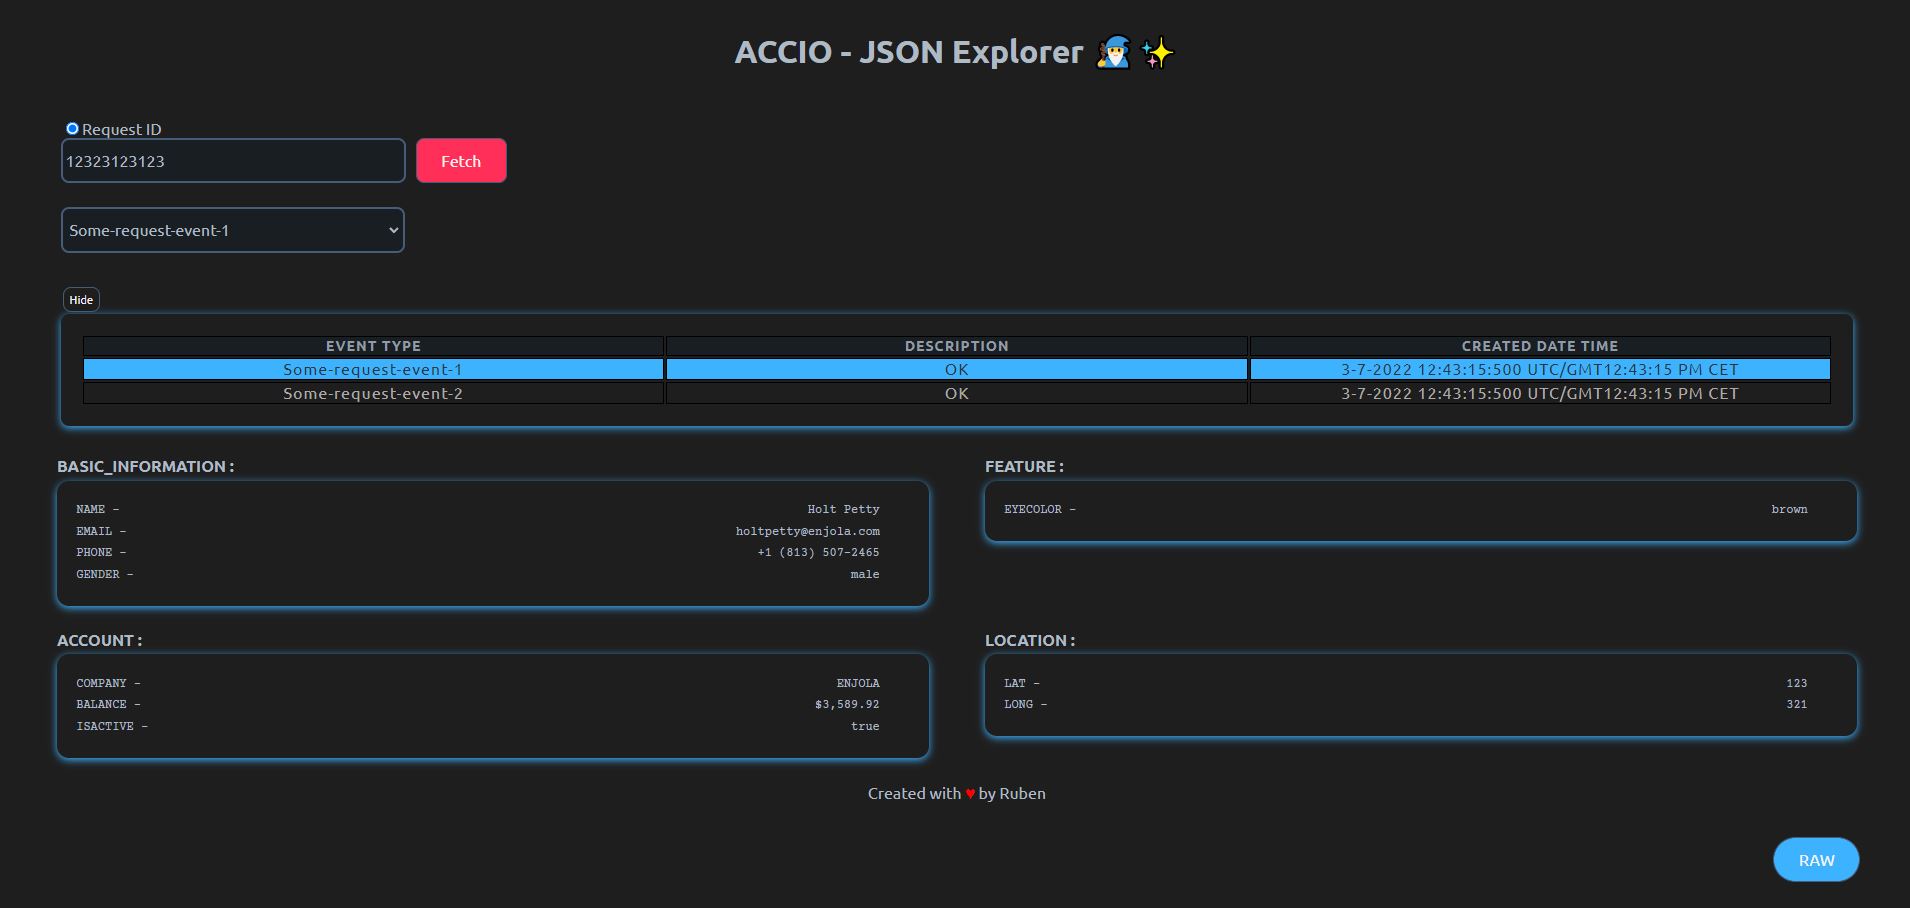 ACCIO - JSON Explorer 🧙‍♂️ ✨
Request ID
12323123123
Fetch
Some-request-event-1
Hide
EVENT TYPE DESCRIPTION CREATED DATE TIME
Some-request-event-1 OK 3-7-2022 12:43:15:500 UTC/GMT12:43:15 PM CET
Some-request-event-2 OK 3-7-2022 12:43:15:500 UTC/GMT12:43:15 PM CET
BASIC_INFORMATION :
NAME - Holt Petty
EMAIL - holtpetty@enjola.com
PHONE - +1 (813) 507-2465
GENDER - male
FEATURE :
EYECOLOR - brown
ACCOUNT :
COMPANY - ENJOLA
BALANCE - $3,589.92
ISACTIVE - true
LOCATION :
LAT - 123
LONG - 321
Created with ♥ by Ruben
RAW